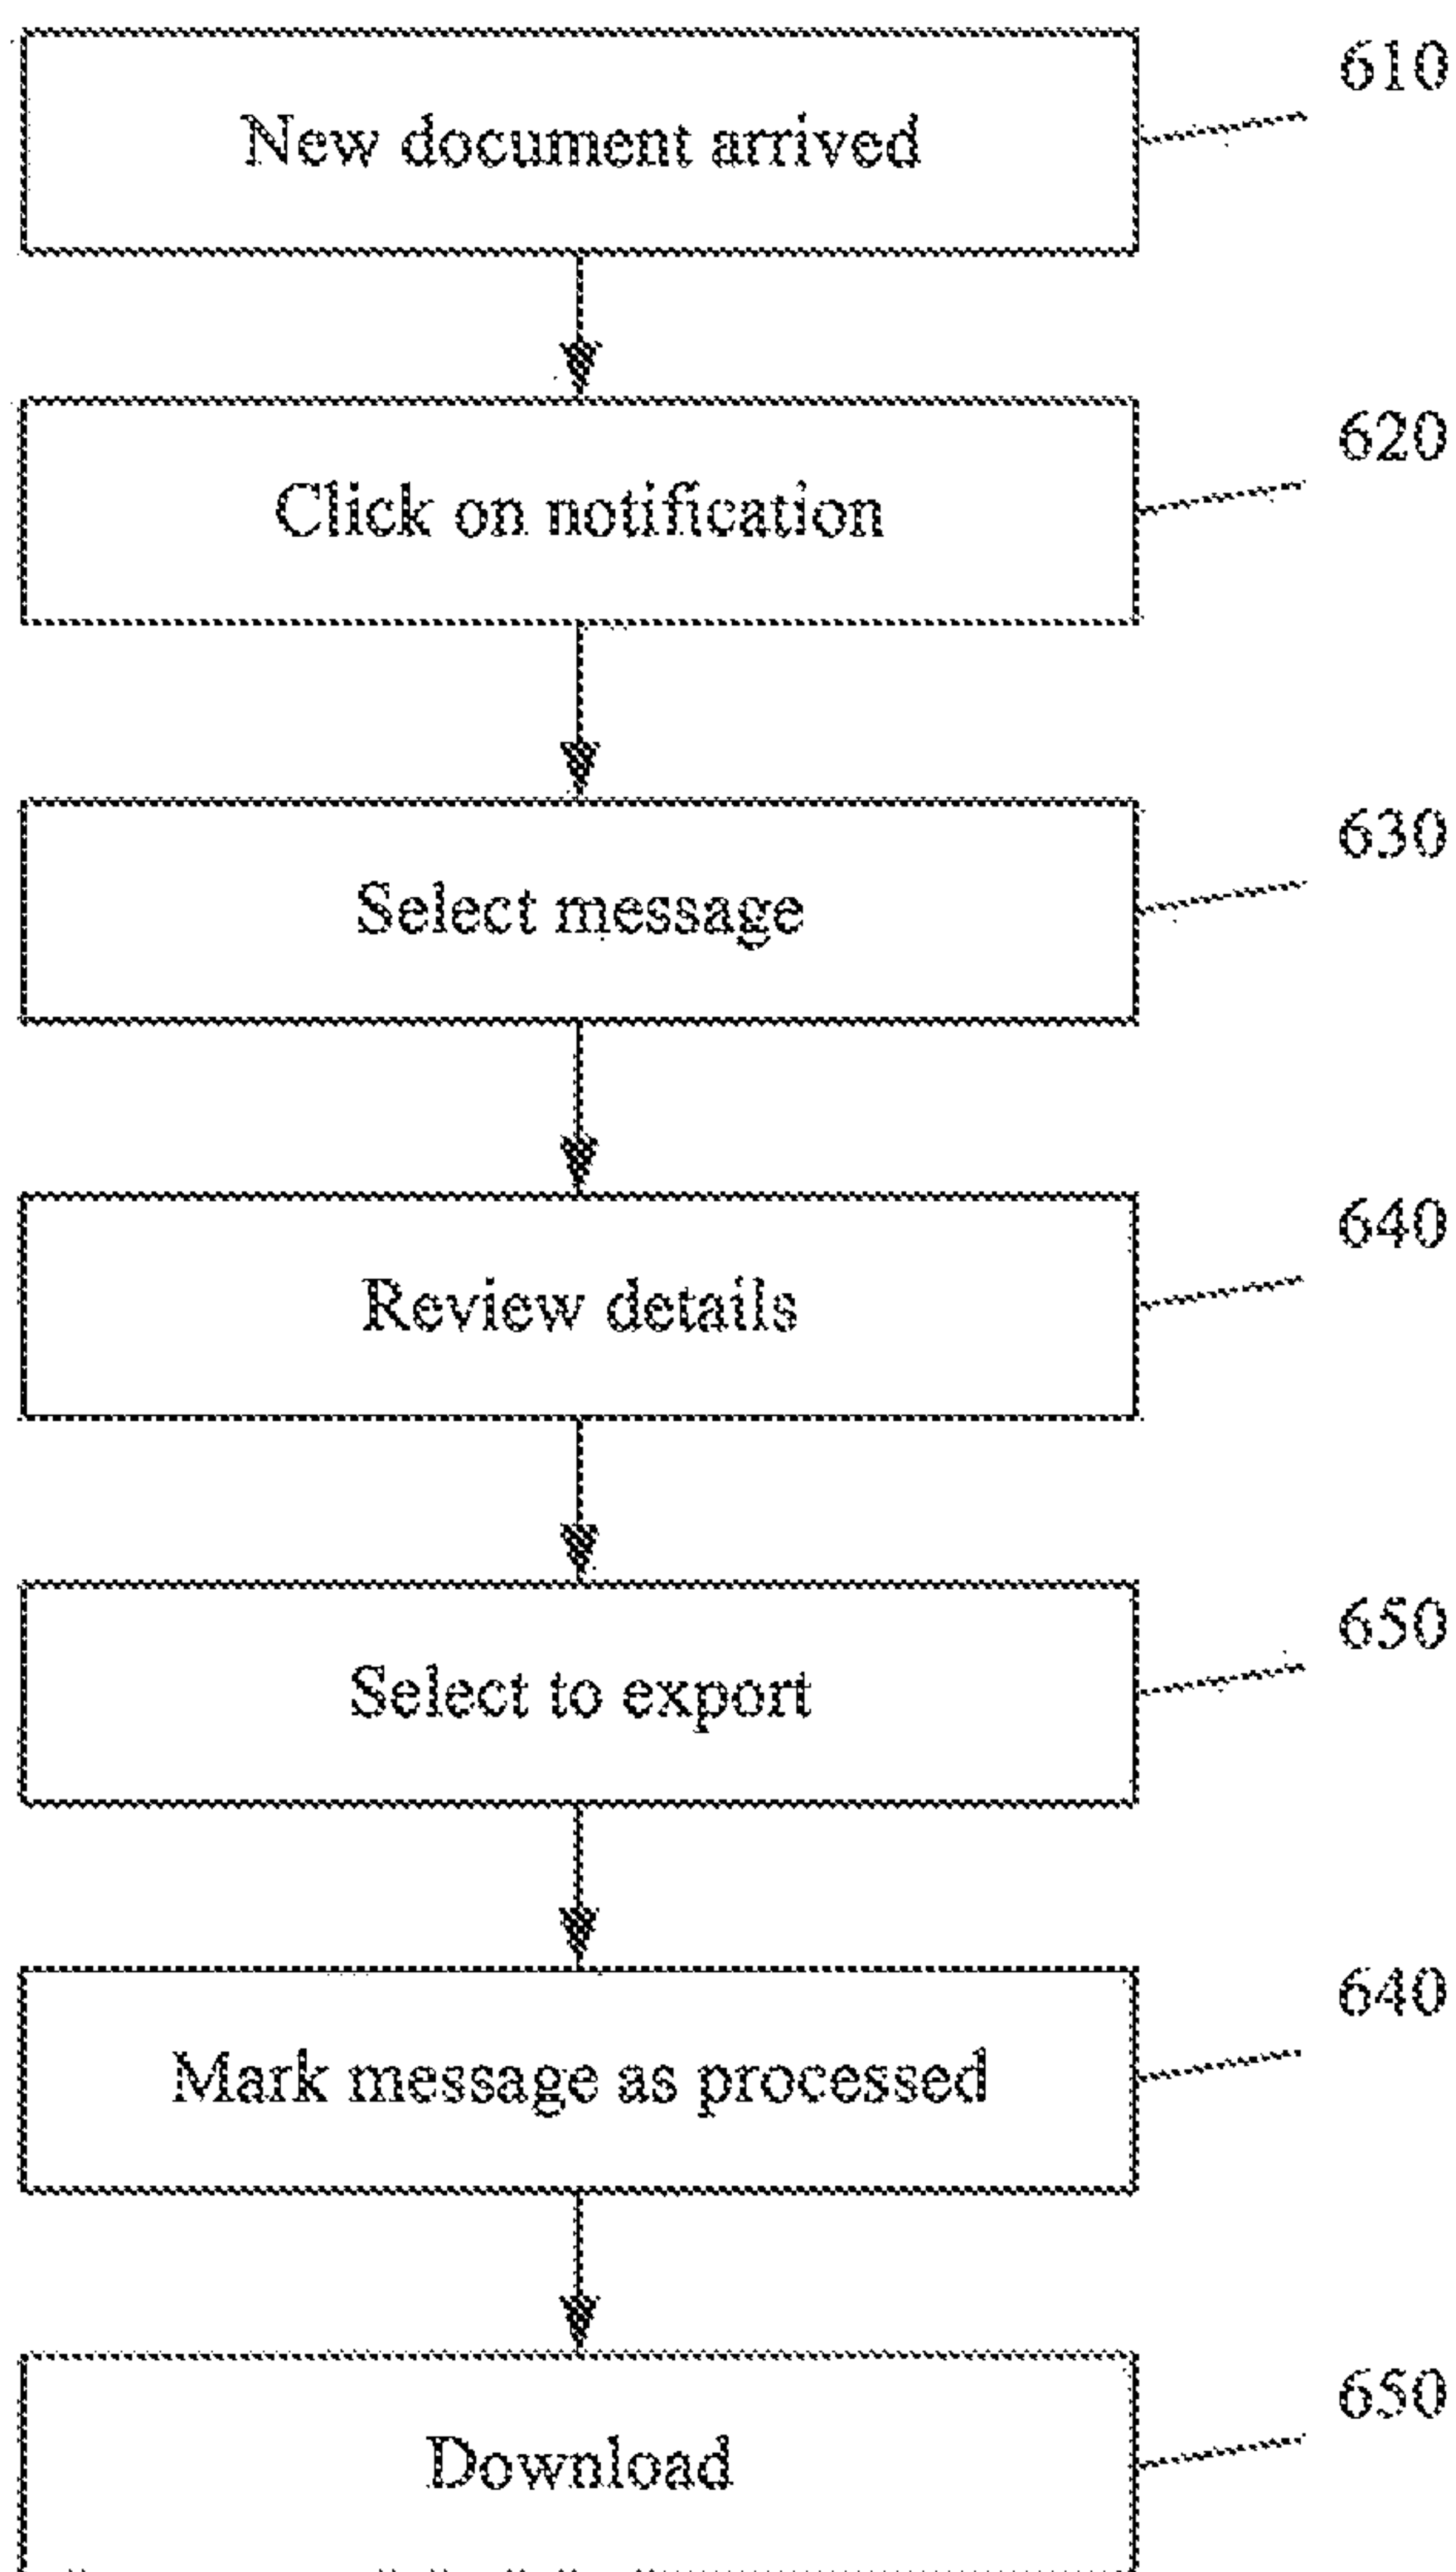 New document arrived
610
Click on notification
620
Select message
630
Review details
640
Select to export
650
Mark message as processed
640
Download
650